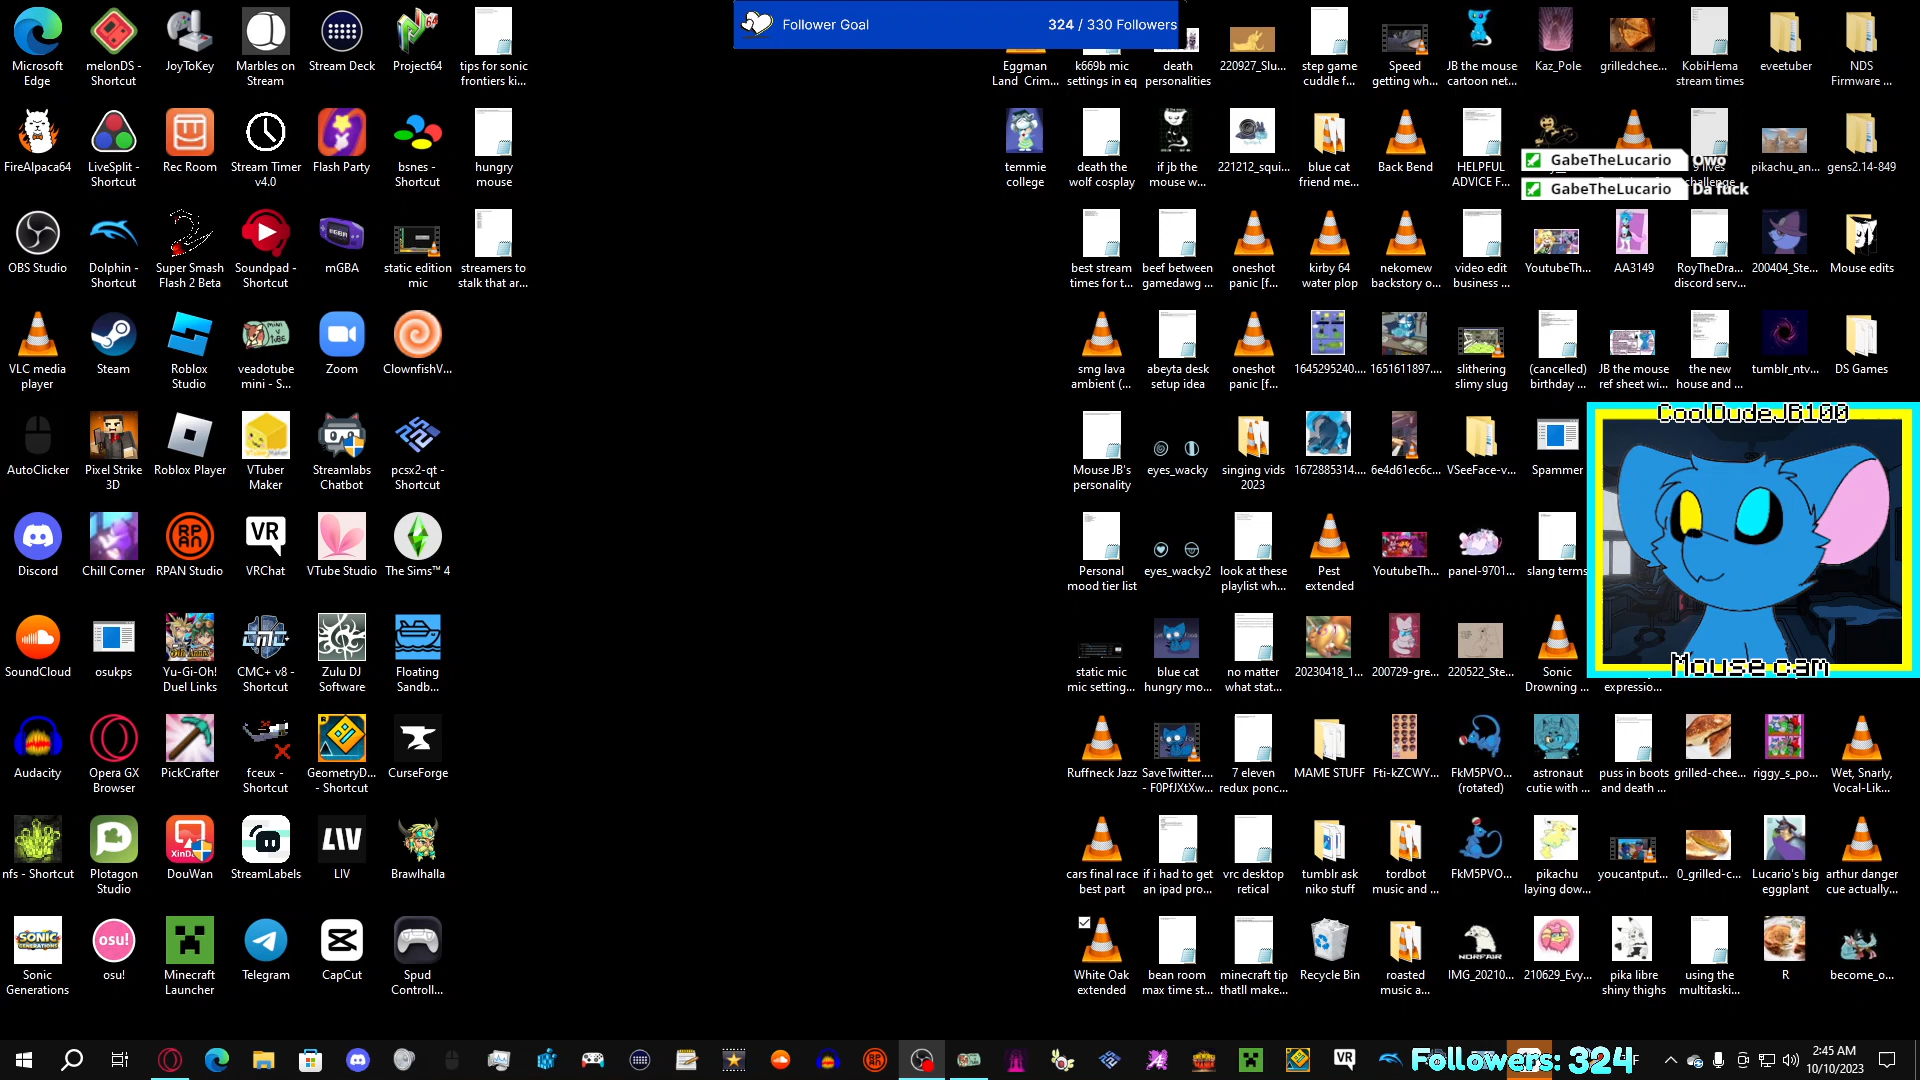 Follower Goal 324 / 330 Followers
Microsoft Edge
melonDS - Shortcut
JoyToKey
Marbles on Stream
Stream Deck
Project64
tips for sonic frontiers ki...
Eggman Land_Crim...
k669b mic settings in eq
death personalities
220927_Slu...
step game cuddle f...
Speed getting wh...
JB the mouse cartoon net...
Kaz_Pole
grilledchee...
KobiHema stream times
eveetuber
NDS Firmware ...
FireAlpaca64
LiveSplit - Shortcut
Rec Room
Stream Timer v4.0
Flash Party
bsnes - Shortcut
hungry mouse
temmie college
death the wolf cosplay
if jb the mouse w...
221212_squi...
blue cat friend me...
Back Bend
HELPFUL ADVICE F...
GabeTheLucario Owo
GabeTheLucario Da fuck
pikachu_an...
gens2.14-849
OBS Studio
Dolphin - Shortcut
Super Smash Flash 2 Beta
Soundpad - Shortcut
mGBA
static edition mic
streamers to stalk that ar...
best stream times for t...
beef between gamedawg ...
oneshot panic [f...
kirby 64 water plop
nekomew backstory o...
video edit business ...
YoutubeTh...
AA3149
RoyTheDra... discord serv...
200404_Ste...
Mouse edits
VLC media player
Steam
Roblox Studio
veadotube mini - S...
Zoom
ClownfishV...
smg lava ambient (...
abeyta desk setup idea
oneshot panic [f...
1645295240....
1651611897....
slithering slimy slug
(cancelled) birthday ...
JB the mouse ref sheet wi...
the new house and ...
tumblr_ntv...
DS Games
AutoClicker
Pixel Strike 3D
Roblox Player
VTuber Maker
Streamlabs Chatbot
pcsx2-qt - Shortcut
Mouse JB's personality
eyes_wacky
singing vids 2023
1672885314....
6e4d61ec6c...
VSeeFace-v...
Spammer
CoolDudeJB100
Discord
Chill Corner
RPAN Studio
VRChat
VTube Studio
The Sims™ 4
Personal mood tier list
eyes_wacky2
look at these playlist wh...
Pest extended
YoutubeTh...
panel-9701...
slang terms
Mouse cam
SoundCloud
osukps
Yu-Gi-Oh! Duel Links
CMC+ v8 - Shortcut
Zulu DJ Software
Floating Sandb...
static mic mic setting...
blue cat hungry mo...
no matter what stat...
20230418_1...
200729-gre...
220522_Ste...
Sonic Drowning ...
expressio...
Audacity
Opera GX Browser
PickCrafter
fceux - Shortcut
GeometryD... - Shortcut
CurseForge
Ruffneck Jazz
SaveTwitter.... - F0PfJXtXw...
7 eleven redux ponc...
MAME STUFF
Fti-kZCWY...
FkM5PVO... (rotated)
astronaut cutie with ...
puss in boots and death ...
grilled-chee...
riggy_s_po...
Wet, Snarly, Vocal-Lik...
nfs - Shortcut
Plotagon Studio
DouWan
StreamLabels
LIV
Brawlhalla
cars final race best part
if i had to get an ipad pro...
vrc desktop retical
tumblr ask niko stuff
tordbot music and ...
FkM5PVO...
pikachu laying dow...
youcantput...
0_grilled-c...
Lucario's big eggplant
arthur danger cue actually...
Sonic Generations
osu!
Minecraft Launcher
Telegram
CapCut
Spud Controll...
White Oak extended
bean room max time st...
minecraft tip thatll make...
Recycle Bin
roasted music a...
IMG_20210...
210629_Evy...
pika libre shiny thighs
using the multitaski...
R
become_o...
Followers: 324
2:45 AM
10/10/2023